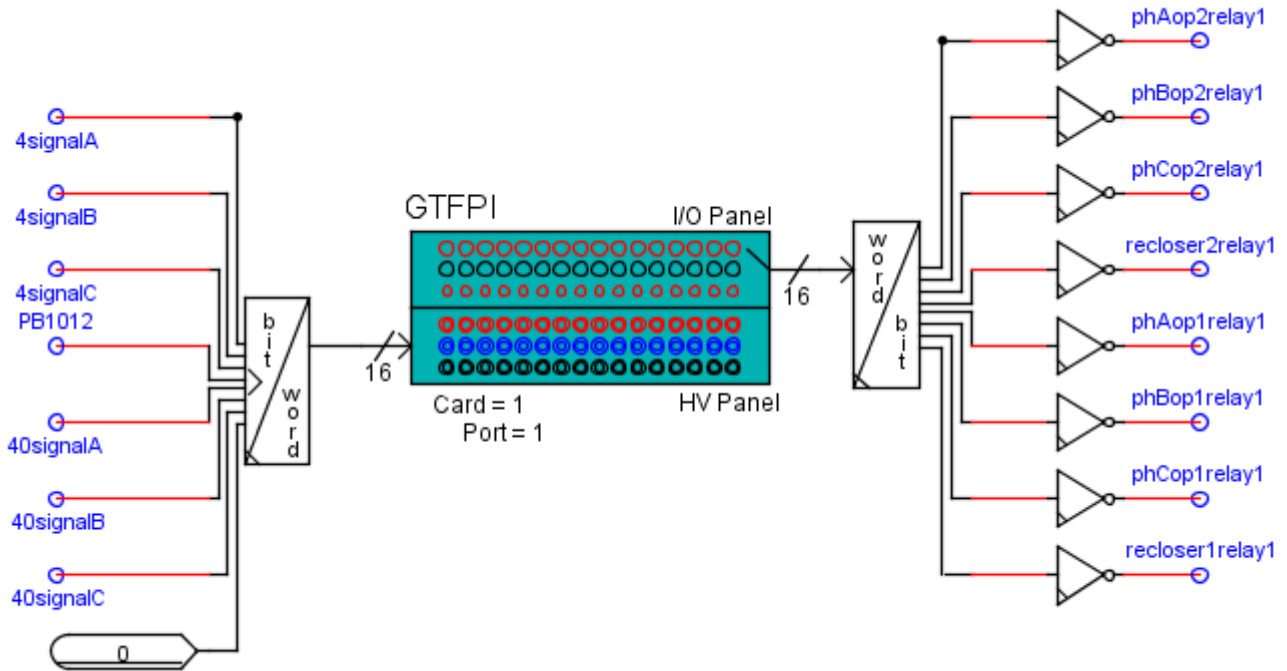 4signalA
4signalB
4signalC
PB1012
40signalA
40signalB
40signalC
0
bit
word
16
GTFPI
I/O Panel
HV Panel
Card = 1
Port = 1
16
word
bit
phAop2relay1
phBop2relay1
phCop2relay1
recloser2relay1
phAop1relay1
phBop1relay1
phCop1relay1
recloser1relay1